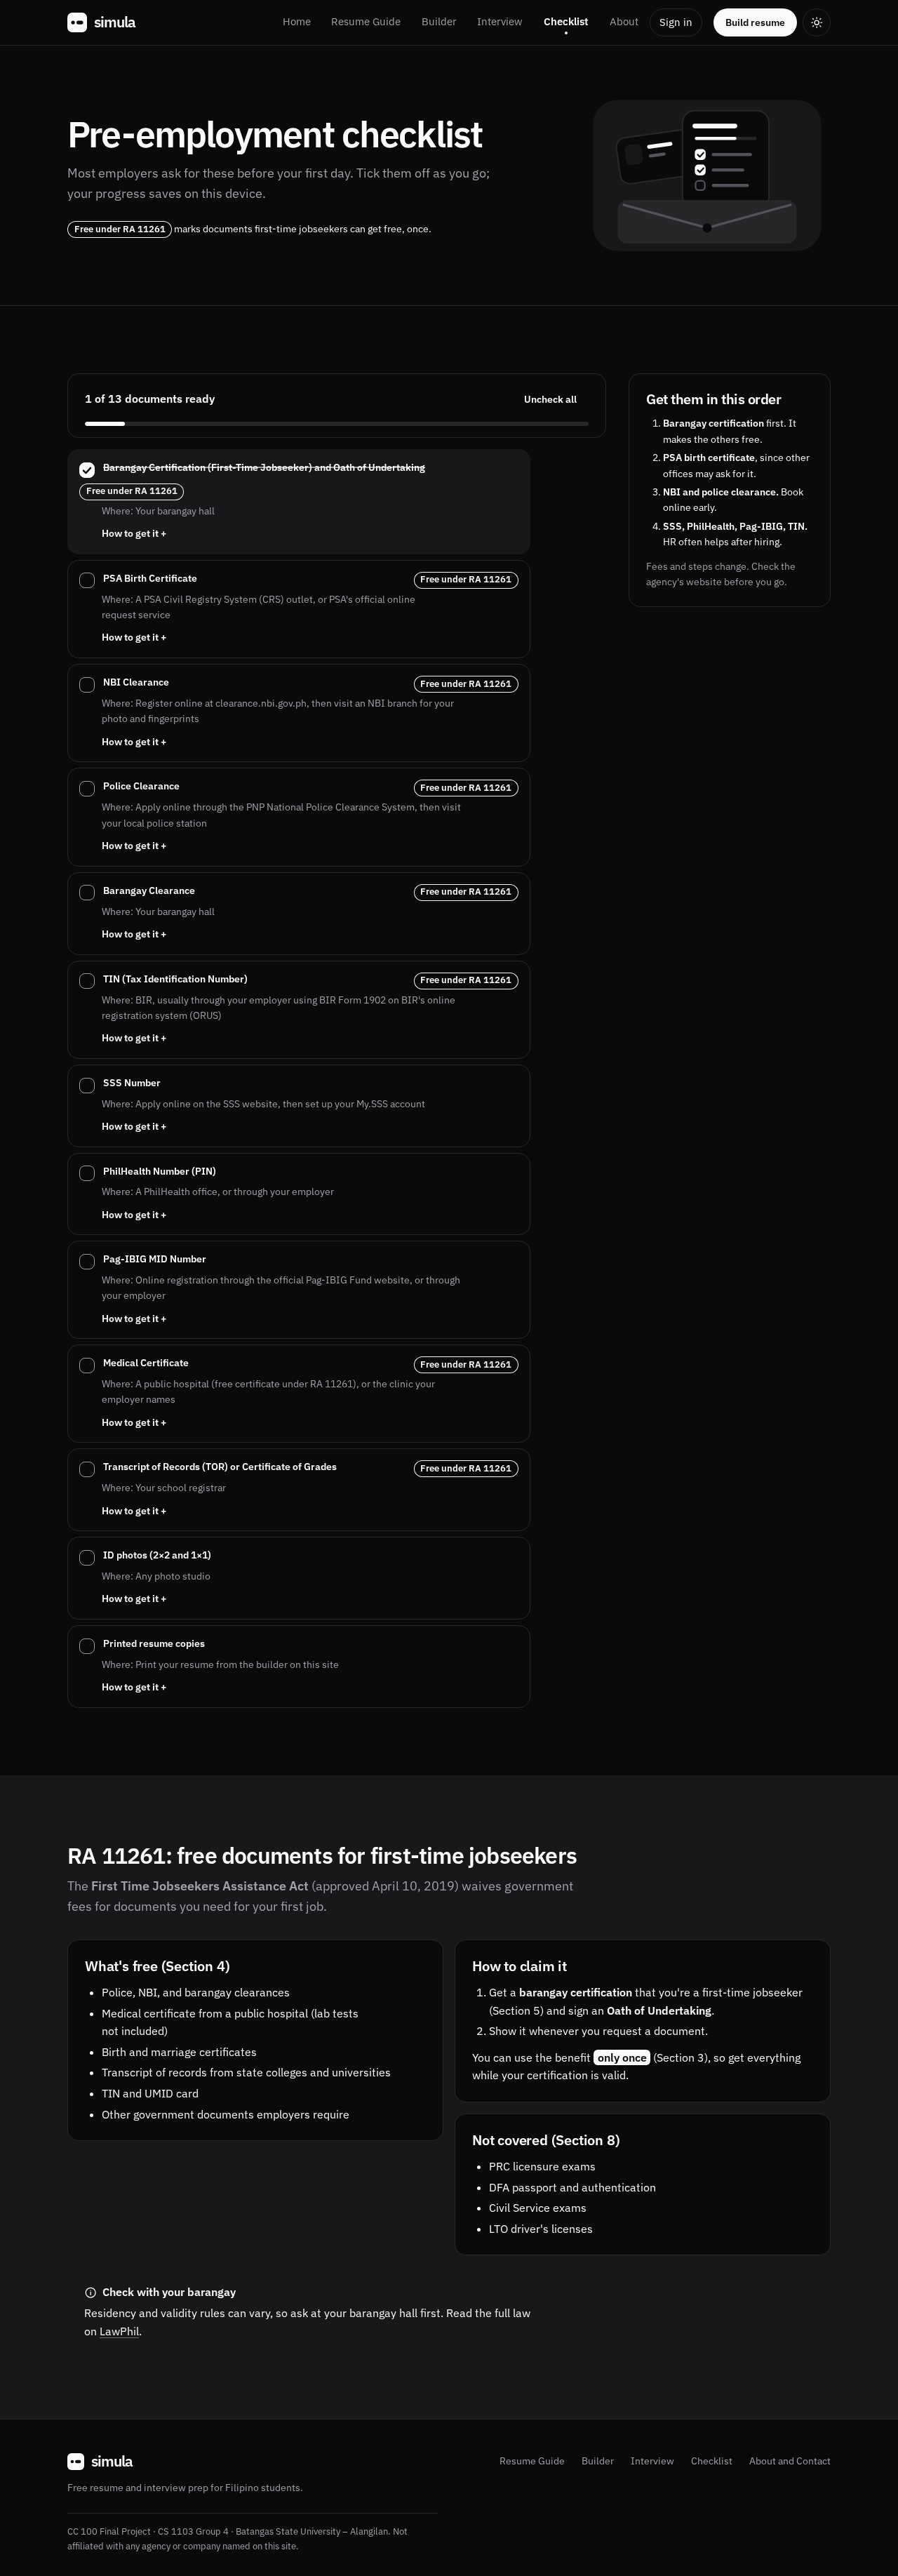 simula
Home
Resume Guide
Builder
Interview
Checklist
About
Sign in
Build resume
Pre-employment checklist
Most employers ask for these before your first day. Tick them off as you go;
your progress saves on this device.
Free under RA 11261 marks documents first-time jobseekers can get free, once.
1 of 13 documents ready
Uncheck all
Barangay Certification (First-Time Jobseeker) and Oath of Undertaking
Free under RA 11261
Where: Your barangay hall
How to get it +
PSA Birth Certificate
Free under RA 11261
Where: A PSA Civil Registry System (CRS) outlet, or PSA's official online
request service
How to get it +
NBI Clearance
Free under RA 11261
Where: Register online at clearance.nbi.gov.ph, then visit an NBI branch for your
photo and fingerprints
How to get it +
Police Clearance
Free under RA 11261
Where: Apply online through the PNP National Police Clearance System, then visit
your local police station
How to get it +
Barangay Clearance
Free under RA 11261
Where: Your barangay hall
How to get it +
TIN (Tax Identification Number)
Free under RA 11261
Where: BIR, usually through your employer using BIR Form 1902 on BIR's online
registration system (ORUS)
How to get it +
SSS Number
Where: Apply online on the SSS website, then set up your My.SSS account
How to get it +
PhilHealth Number (PIN)
Where: A PhilHealth office, or through your employer
How to get it +
Pag-IBIG MID Number
Where: Online registration through the official Pag-IBIG Fund website, or through
your employer
How to get it +
Medical Certificate
Free under RA 11261
Where: A public hospital (free certificate under RA 11261), or the clinic your
employer names
How to get it +
Transcript of Records (TOR) or Certificate of Grades
Free under RA 11261
Where: Your school registrar
How to get it +
ID photos (2×2 and 1×1)
Where: Any photo studio
How to get it +
Printed resume copies
Where: Print your resume from the builder on this site
How to get it +
Get them in this order
1. Barangay certification first. It
makes the others free.
2. PSA birth certificate, since other
offices may ask for it.
3. NBI and police clearance. Book
online early.
4. SSS, PhilHealth, Pag-IBIG, TIN.
HR often helps after hiring.
Fees and steps change. Check the
agency's website before you go.
RA 11261: free documents for first-time jobseekers
The First Time Jobseekers Assistance Act (approved April 10, 2019) waives government
fees for documents you need for your first job.
What's free (Section 4)
• Police, NBI, and barangay clearances
• Medical certificate from a public hospital (lab tests
not included)
• Birth and marriage certificates
• Transcript of records from state colleges and universities
• TIN and UMID card
• Other government documents employers require
How to claim it
1. Get a barangay certification that you're a first-time jobseeker
(Section 5) and sign an Oath of Undertaking.
2. Show it whenever you request a document.
You can use the benefit only once (Section 3), so get everything
while your certification is valid.
Not covered (Section 8)
• PRC licensure exams
• DFA passport and authentication
• Civil Service exams
• LTO driver's licenses
Check with your barangay
Residency and validity rules can vary, so ask at your barangay hall first. Read the full law
on LawPhil.
simula
Free resume and interview prep for Filipino students.
Resume Guide
Builder
Interview
Checklist
About and Contact
CC 100 Final Project · CS 1103 Group 4 · Batangas State University – Alangilan. Not
affiliated with any agency or company named on this site.